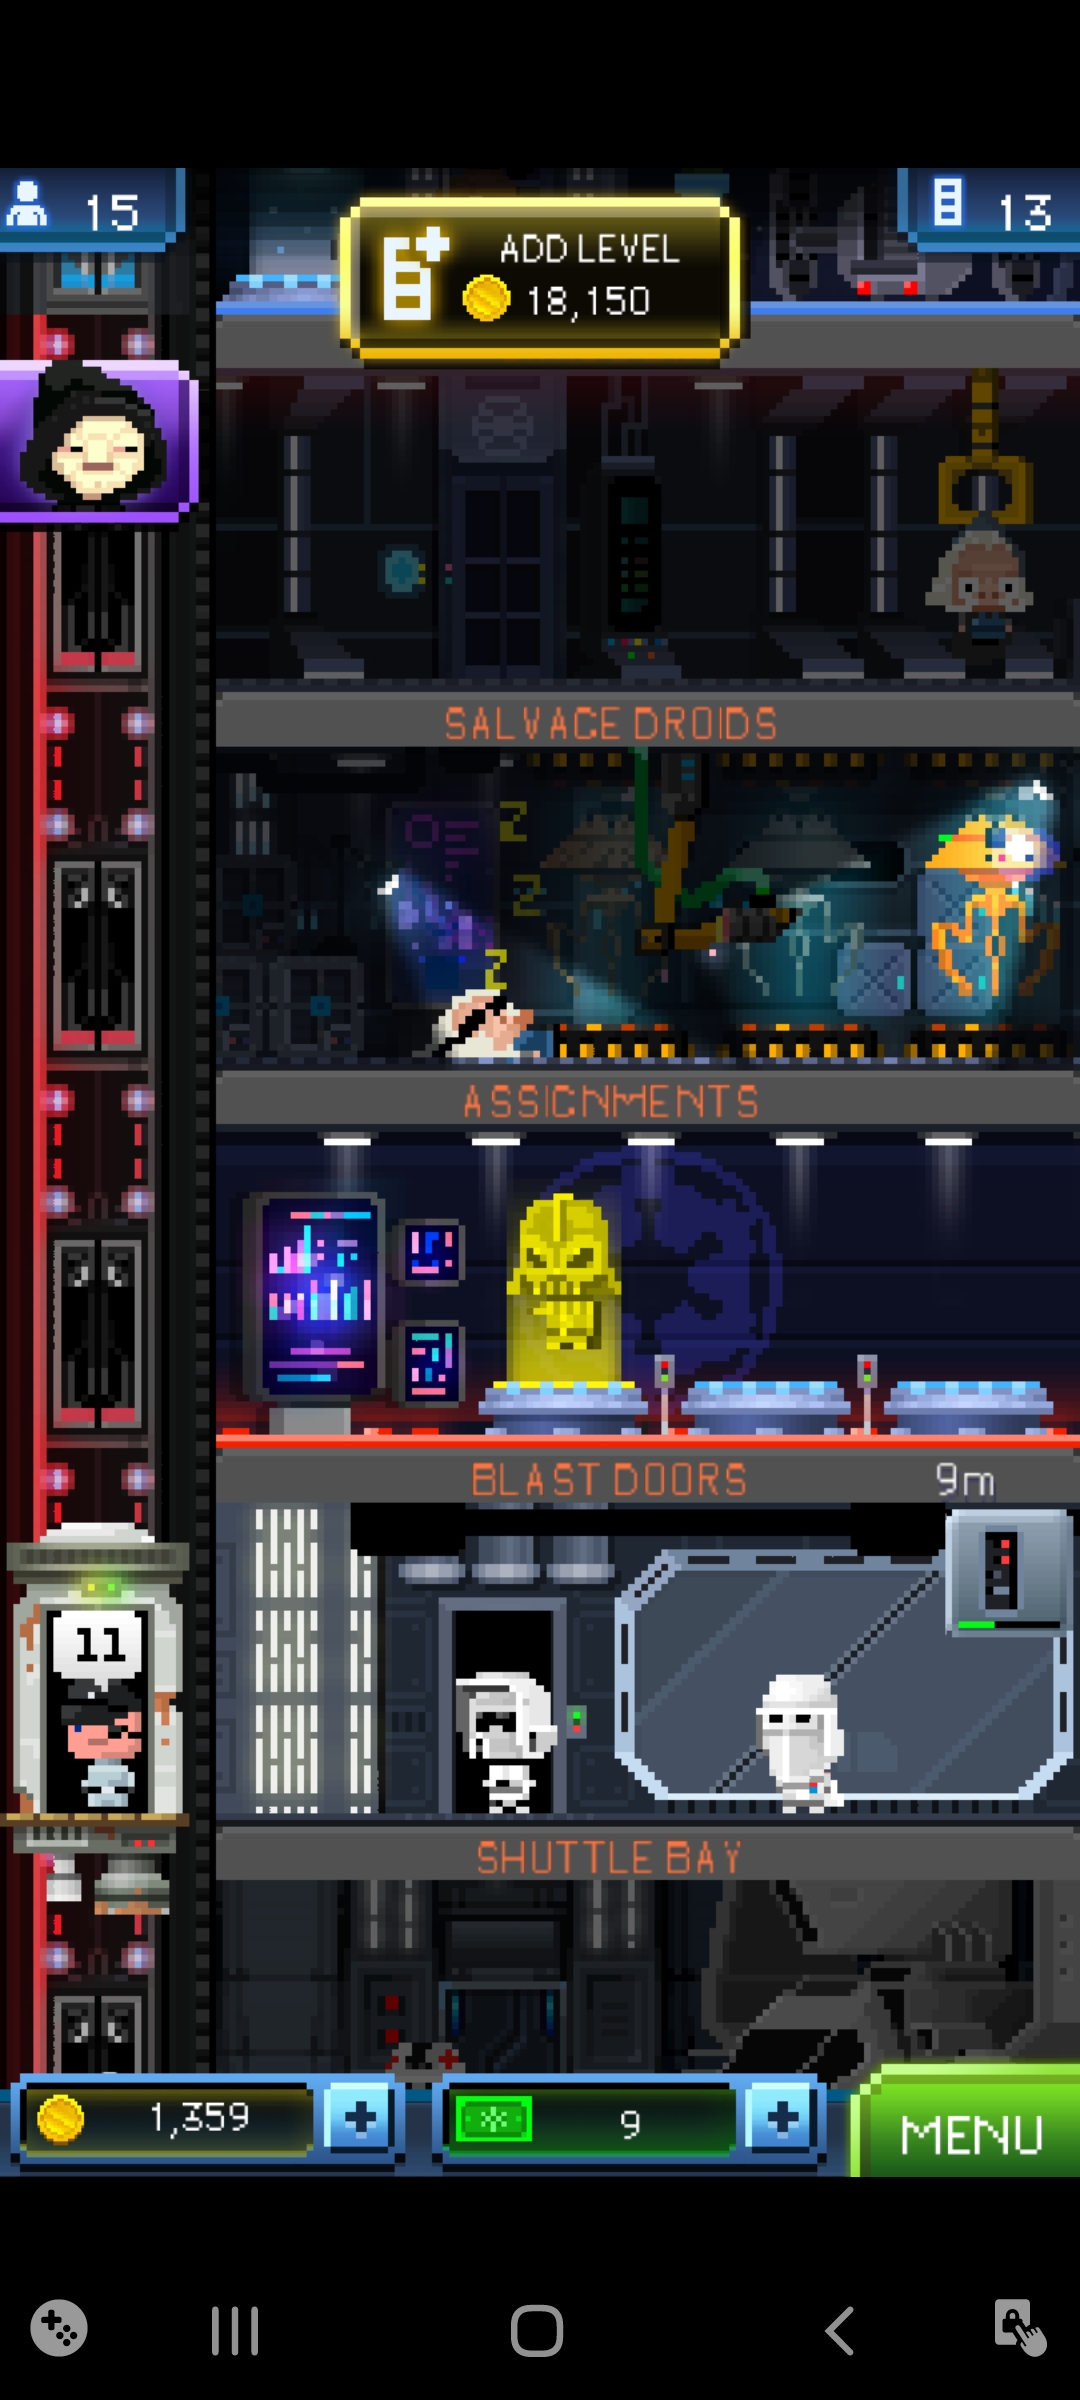 15
ADD LEVEL
18,150
13
SALVAGE DROIDS
Z
Z
Z
ASSIGNMENTS
BLAST DOORS 9m
11
SHUTTLE BAY
1,359
9
MENU